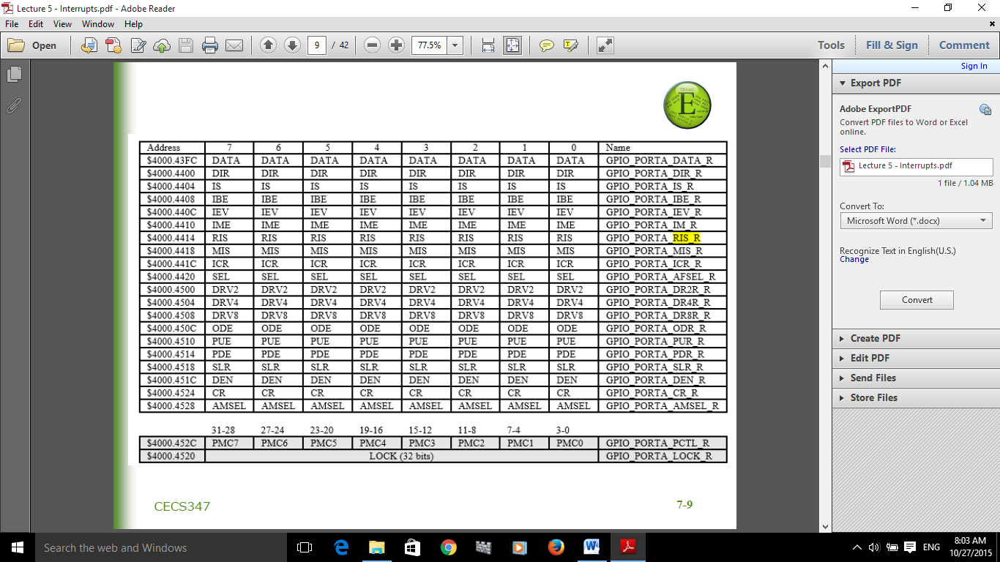 Lecture 5 - Interrupts.pdf - Adobe Reader
File Edit View Window Help
Open 9 / 42 77.5% Tools Fill & Sign Comment
Sign In
Export PDF
Adobe ExportPDF
Convert PDF files to Word or Excel
online.
Select PDF File:
Lecture 5 - Interrupts.pdf
1 file / 1.04 MB
Convert To:
Microsoft Word (*.docx)
Recognize Text in English(U.S.)
Change
Convert
Create PDF
Edit PDF
Send Files
Store Files
E
Address 7 6 5 4 3 2 1 0 Name
$4000.43FC DATA DATA DATA DATA DATA DATA DATA DATA GPIO_PORTA_DATA_R
$4000.4400 DIR DIR DIR DIR DIR DIR DIR DIR GPIO_PORTA_DIR_R
$4000.4404 IS IS IS IS IS IS IS IS GPIO_PORTA_IS_R
$4000.4408 IBE IBE IBE IBE IBE IBE IBE IBE GPIO_PORTA_IBE_R
$4000.440C IEV IEV IEV IEV IEV IEV IEV IEV GPIO_PORTA_IEV_R
$4000.4410 IME IME IME IME IME IME IME IME GPIO_PORTA_IM_R
$4000.4414 RIS RIS RIS RIS RIS RIS RIS RIS GPIO_PORTA_RIS_R
$4000.4418 MIS MIS MIS MIS MIS MIS MIS MIS GPIO_PORTA_MIS_R
$4000.441C ICR ICR ICR ICR ICR ICR ICR ICR GPIO_PORTA_ICR_R
$4000.4420 SEL SEL SEL SEL SEL SEL SEL SEL GPIO_PORTA_AFSEL_R
$4000.4500 DRV2 DRV2 DRV2 DRV2 DRV2 DRV2 DRV2 DRV2 GPIO_PORTA_DR2R_R
$4000.4504 DRV4 DRV4 DRV4 DRV4 DRV4 DRV4 DRV4 DRV4 GPIO_PORTA_DR4R_R
$4000.4508 DRV8 DRV8 DRV8 DRV8 DRV8 DRV8 DRV8 DRV8 GPIO_PORTA_DR8R_R
$4000.450C ODE ODE ODE ODE ODE ODE ODE ODE GPIO_PORTA_ODR_R
$4000.4510 PUE PUE PUE PUE PUE PUE PUE PUE GPIO_PORTA_PUR_R
$4000.4514 PDE PDE PDE PDE PDE PDE PDE PDE GPIO_PORTA_PDR_R
$4000.4518 SLR SLR SLR SLR SLR SLR SLR SLR GPIO_PORTA_SLR_R
$4000.451C DEN DEN DEN DEN DEN DEN DEN DEN GPIO_PORTA_DEN_R
$4000.4524 CR CR CR CR CR CR CR CR GPIO_PORTA_CR_R
$4000.4528 AMSEL AMSEL AMSEL AMSEL AMSEL AMSEL AMSEL AMSEL GPIO_PORTA_AMSEL_R
31-28 27-24 23-20 19-16 15-12 11-8 7-4 3-0
$4000.452C PMC7 PMC6 PMC5 PMC4 PMC3 PMC2 PMC1 PMC0 GPIO_PORTA_PCTL_R
$4000.4520 LOCK (32 bits) GPIO_PORTA_LOCK_R
CECS347 7-9
Search the web and Windows ENG 8:03 AM
10/27/2015